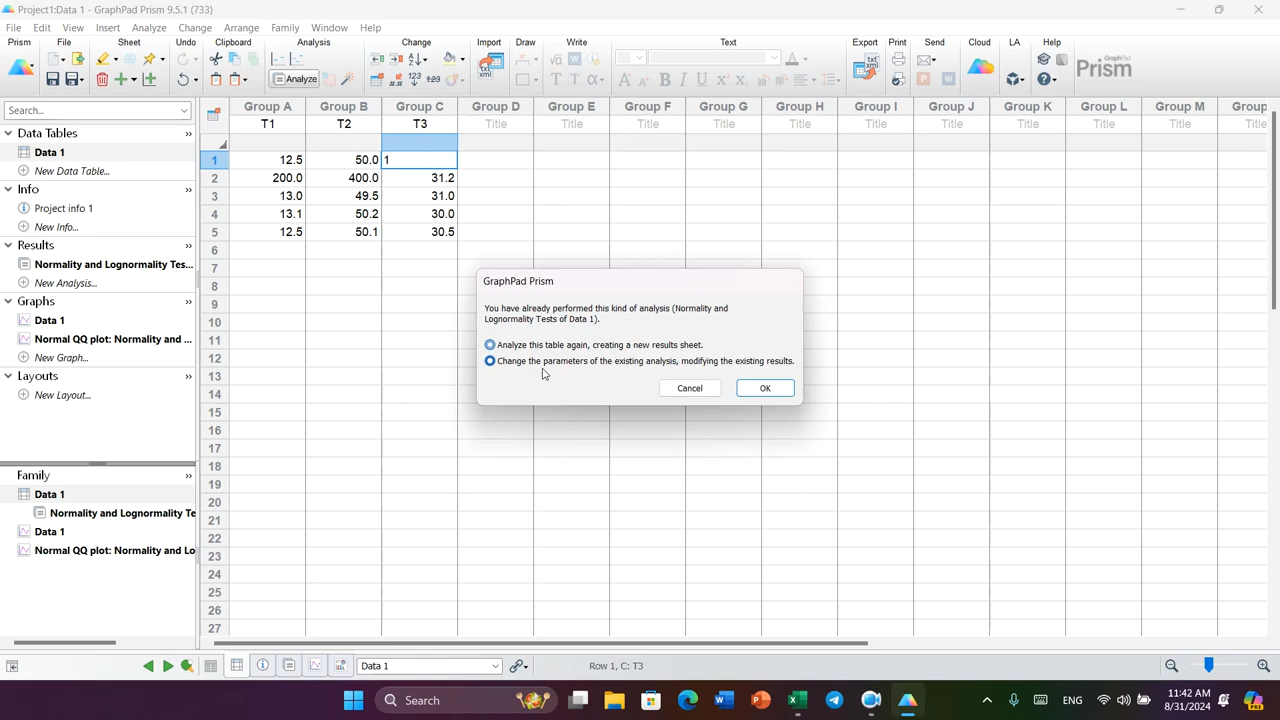 Project1:Data 1 - GraphPad Prism 9.5.1 (733)
File Edit View Insert Analyze Change Arrange Family Window Help
Prism File Sheet Undo Clipboard Analysis Change Import Draw Write Text Export Print Send Cloud LA Help
Analyze
Prism
Search...
Group A Group B Group C Group D Group E Group F Group G Group H Group I Group J Group K Group L Group M Group
T1 T2 T3 Title Title Title Title Title Title Title Title Title Title Title
1 12.5 50.0 1
2 200.0 400.0 31.2
3 13.0 49.5 31.0
4 13.1 50.2 30.0
5 12.5 50.1 30.5
6
7
8
9
10
11
12
13
14
15
16
17
18
19
20
21
22
23
24
25
26
27
Data Tables
Data 1
New Data Table...
Info
Project info 1
New Info...
Results
Normality and Lognormality Tes...
New Analysis...
Graphs
Data 1
Normal QQ plot: Normality and ...
New Graph...
Layouts
New Layout...
Family
Data 1
Normality and Lognormality Te
Data 1
Normal QQ plot: Normality and Lo
GraphPad Prism
You have already performed this kind of analysis (Normality and
Lognormality Tests of Data 1).
Analyze this table again, creating a new results sheet.
Change the parameters of the existing analysis, modifying the existing results.
Cancel OK
Data 1
Row 1, C: T3
Search
ENG
11:42 AM
8/31/2024